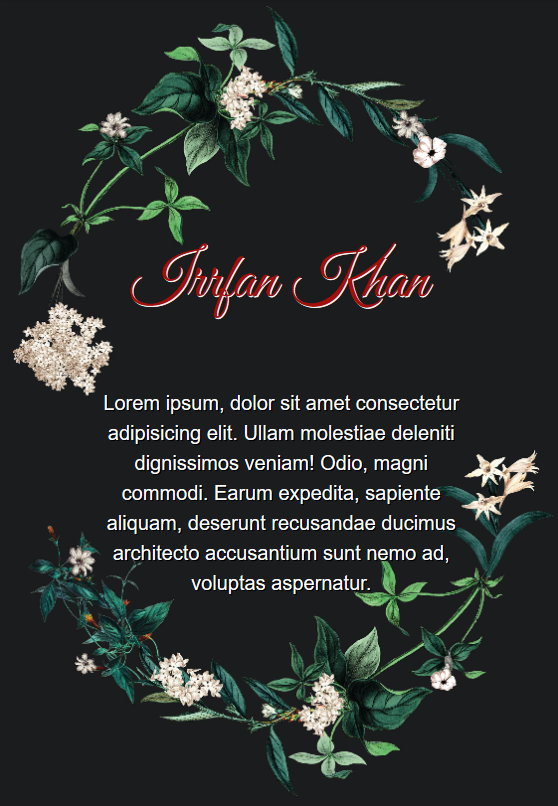 Irrfan Khan
Lorem ipsum, dolor sit amet consectetur
adipisicing elit. Ullam molestiae deleniti
dignissimos veniam! Odio, magni
commodi. Earum expedita, sapiente
aliquam, deserunt recusandae ducimus
architecto accusantium sunt nemo ad,
voluptas aspernatur.